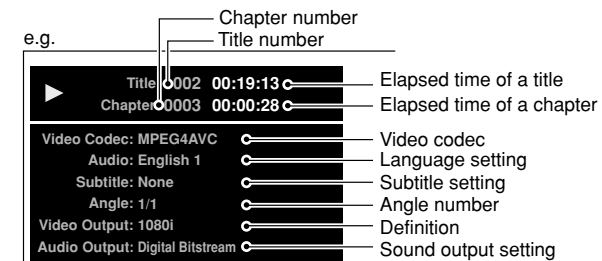 Chapter number
e.g.
Title number
Title 0002 00:19:13
Elapsed time of a title
Chapter 0003 00:00:28
Elapsed time of a chapter
Video Codec: MPEG4AVC
Video codec
Audio: English 1
Language setting
Subtitle: None
Subtitle setting
Angle: 1/1
Angle number
Video Output: 1080i
Definition
Audio Output: Digital Bitstream
Sound output setting